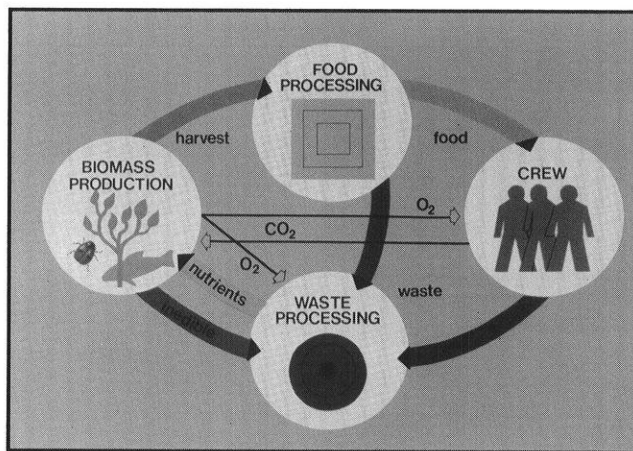 FOOD
PROCESSING
harvest
food
BIOMASS
PRODUCTION
CREW
O2
CO2
O2
nutrients
waste
inedible
WASTE
PROCESSING